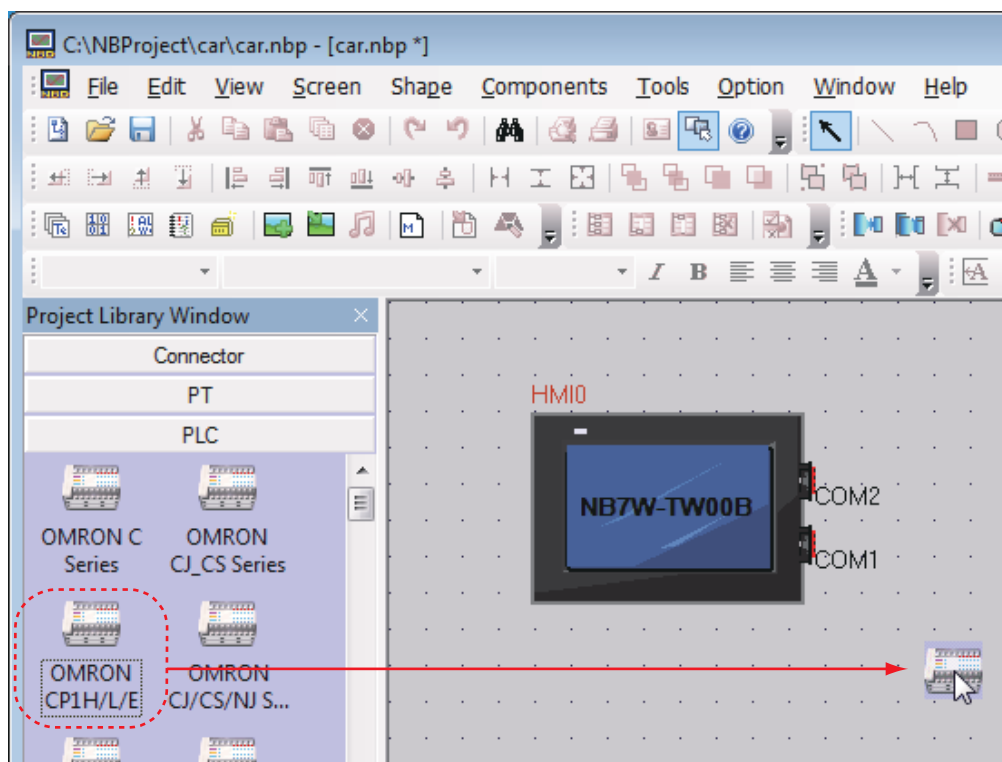 C:\NBProject\car\car.nbp - [car.nbp *]
File Edit View Screen Shape Components Tools Option Window Help
I B A A
Project Library Window
Connector
PT
PLC
OMRON C
Series
OMRON
CJ_CS Series
OMRON
CP1H/L/E
OMRON
CJ/CS/NJ S...
HMI0
NB7W-TW00B
COM2
COM1